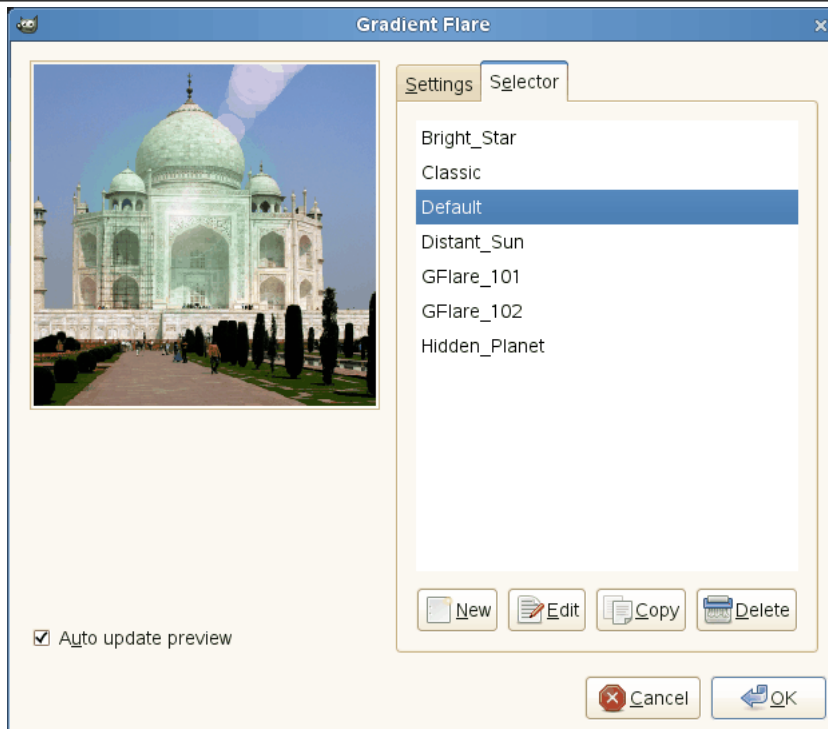 Gradient Flare
Settings
Selector
Bright_Star
Classic
Default
Distant_Sun
GFlare_101
GFlare_102
Hidden_Planet
New
Edit
Copy
Delete
Auto update preview
Cancel
OK